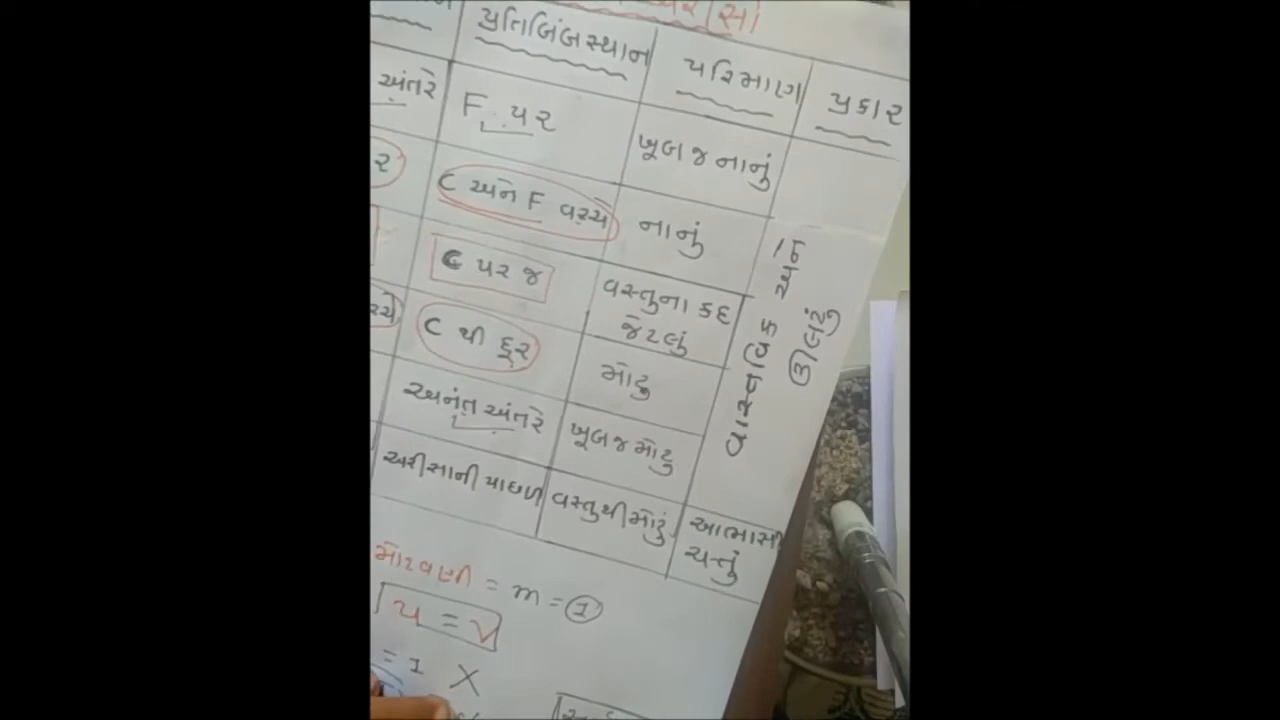 પ્રતિબિંબસ્થાન પરિમાણ પ્રકાર
અંતરે F પર ખૂબ જ નાનું
ર C અને F વચ્ચે નાનું
C પર જ વસ્તુના કદ
જેટલું
C થી દૂર મોટુ
અનંત અંતરે ખૂબ જ મોટુ
વાસ્તવિક અને
ઊલટું
અરીસાની પાછળ વસ્તુથી મોટું આભાસી
ચત્તું
મોટવણી = m = 1
u = v
= 1 X